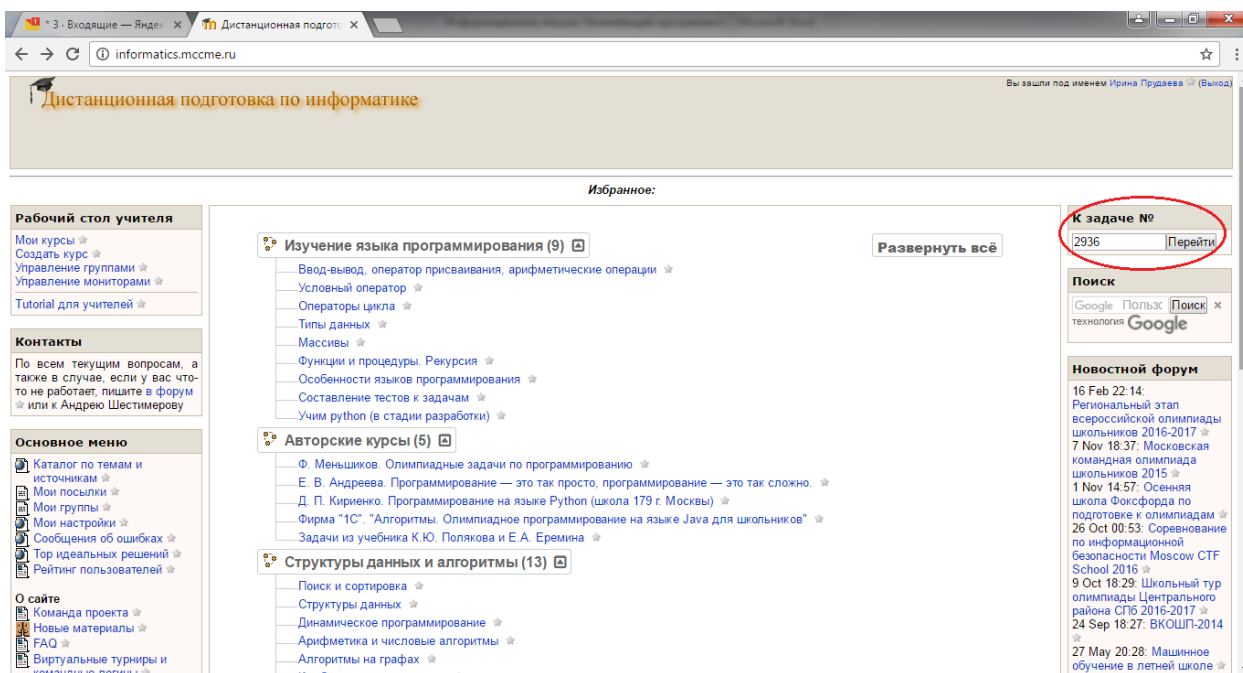 * 3 · Входящие — Яндек
Дистанционная подгото
informatics.mccme.ru
Вы зашли под именем Ирина Прудаева (Выход)
Дистанционная подготовка по информатике
Избранное:
Рабочий стол учителя
Мои курсы
Создать курс
Управление группами
Управление мониторами
Tutorial для учителей
Контакты
По всем текущим вопросам, а
также в случае, если у вас что-
то не работает, пишите в форум
или к Андрею Шестимерову
Основное меню
Каталог по темам и
источникам
Мои посылки
Мои группы
Мои настройки
Сообщения об ошибках
Top идеальных решений
Рейтинг пользователей
О сайте
Команда проекта
Новые материалы
FAQ
Виртуальные турниры и
командные логины
Изучение языка программирования (9)
Развернуть всё
Ввод-вывод, оператор присваивания, арифметические операции
Условный оператор
Операторы цикла
Типы данных
Массивы
Функции и процедуры. Рекурсия
Особенности языков программирования
Составление тестов к задачам
Учим python (в стадии разработки)
Авторские курсы (5)
Ф. Меньшиков. Олимпиадные задачи по программированию
Е. В. Андреева. Программирование — это так просто, программирование — это так сложно.
Д. П. Кириенко. Программирование на языке Python (школа 179 г. Москвы)
Фирма "1С". "Алгоритмы. Олимпиадное программирование на языке Java для школьников"
Задачи из учебника К.Ю. Полякова и Е.А. Еремина
Структуры данных и алгоритмы (13)
Поиск и сортировка
Структуры данных
Динамическое программирование
Арифметика и числовые алгоритмы
Алгоритмы на графах
К задаче №
2936 Перейти
Поиск
Google Пользс Поиск ×
технология Google
Новостной форум
16 Feb 22:14:
Региональный этап
всероссийской олимпиады
школьников 2016-2017
7 Nov 18:37: Московская
командная олимпиада
школьников 2015
1 Nov 14:57: Осенняя
школа Фоксфорда по
подготовке к олимпиадам
26 Oct 00:53: Соревнование
по информационной
безопасности Moscow CTF
School 2016
9 Oct 18:29: Школьный тур
олимпиады Центрального
района СПб 2016-2017
24 Sep 18:27: ВКОШП-2014
27 May 20:28: Машинное
обучение в летней школе